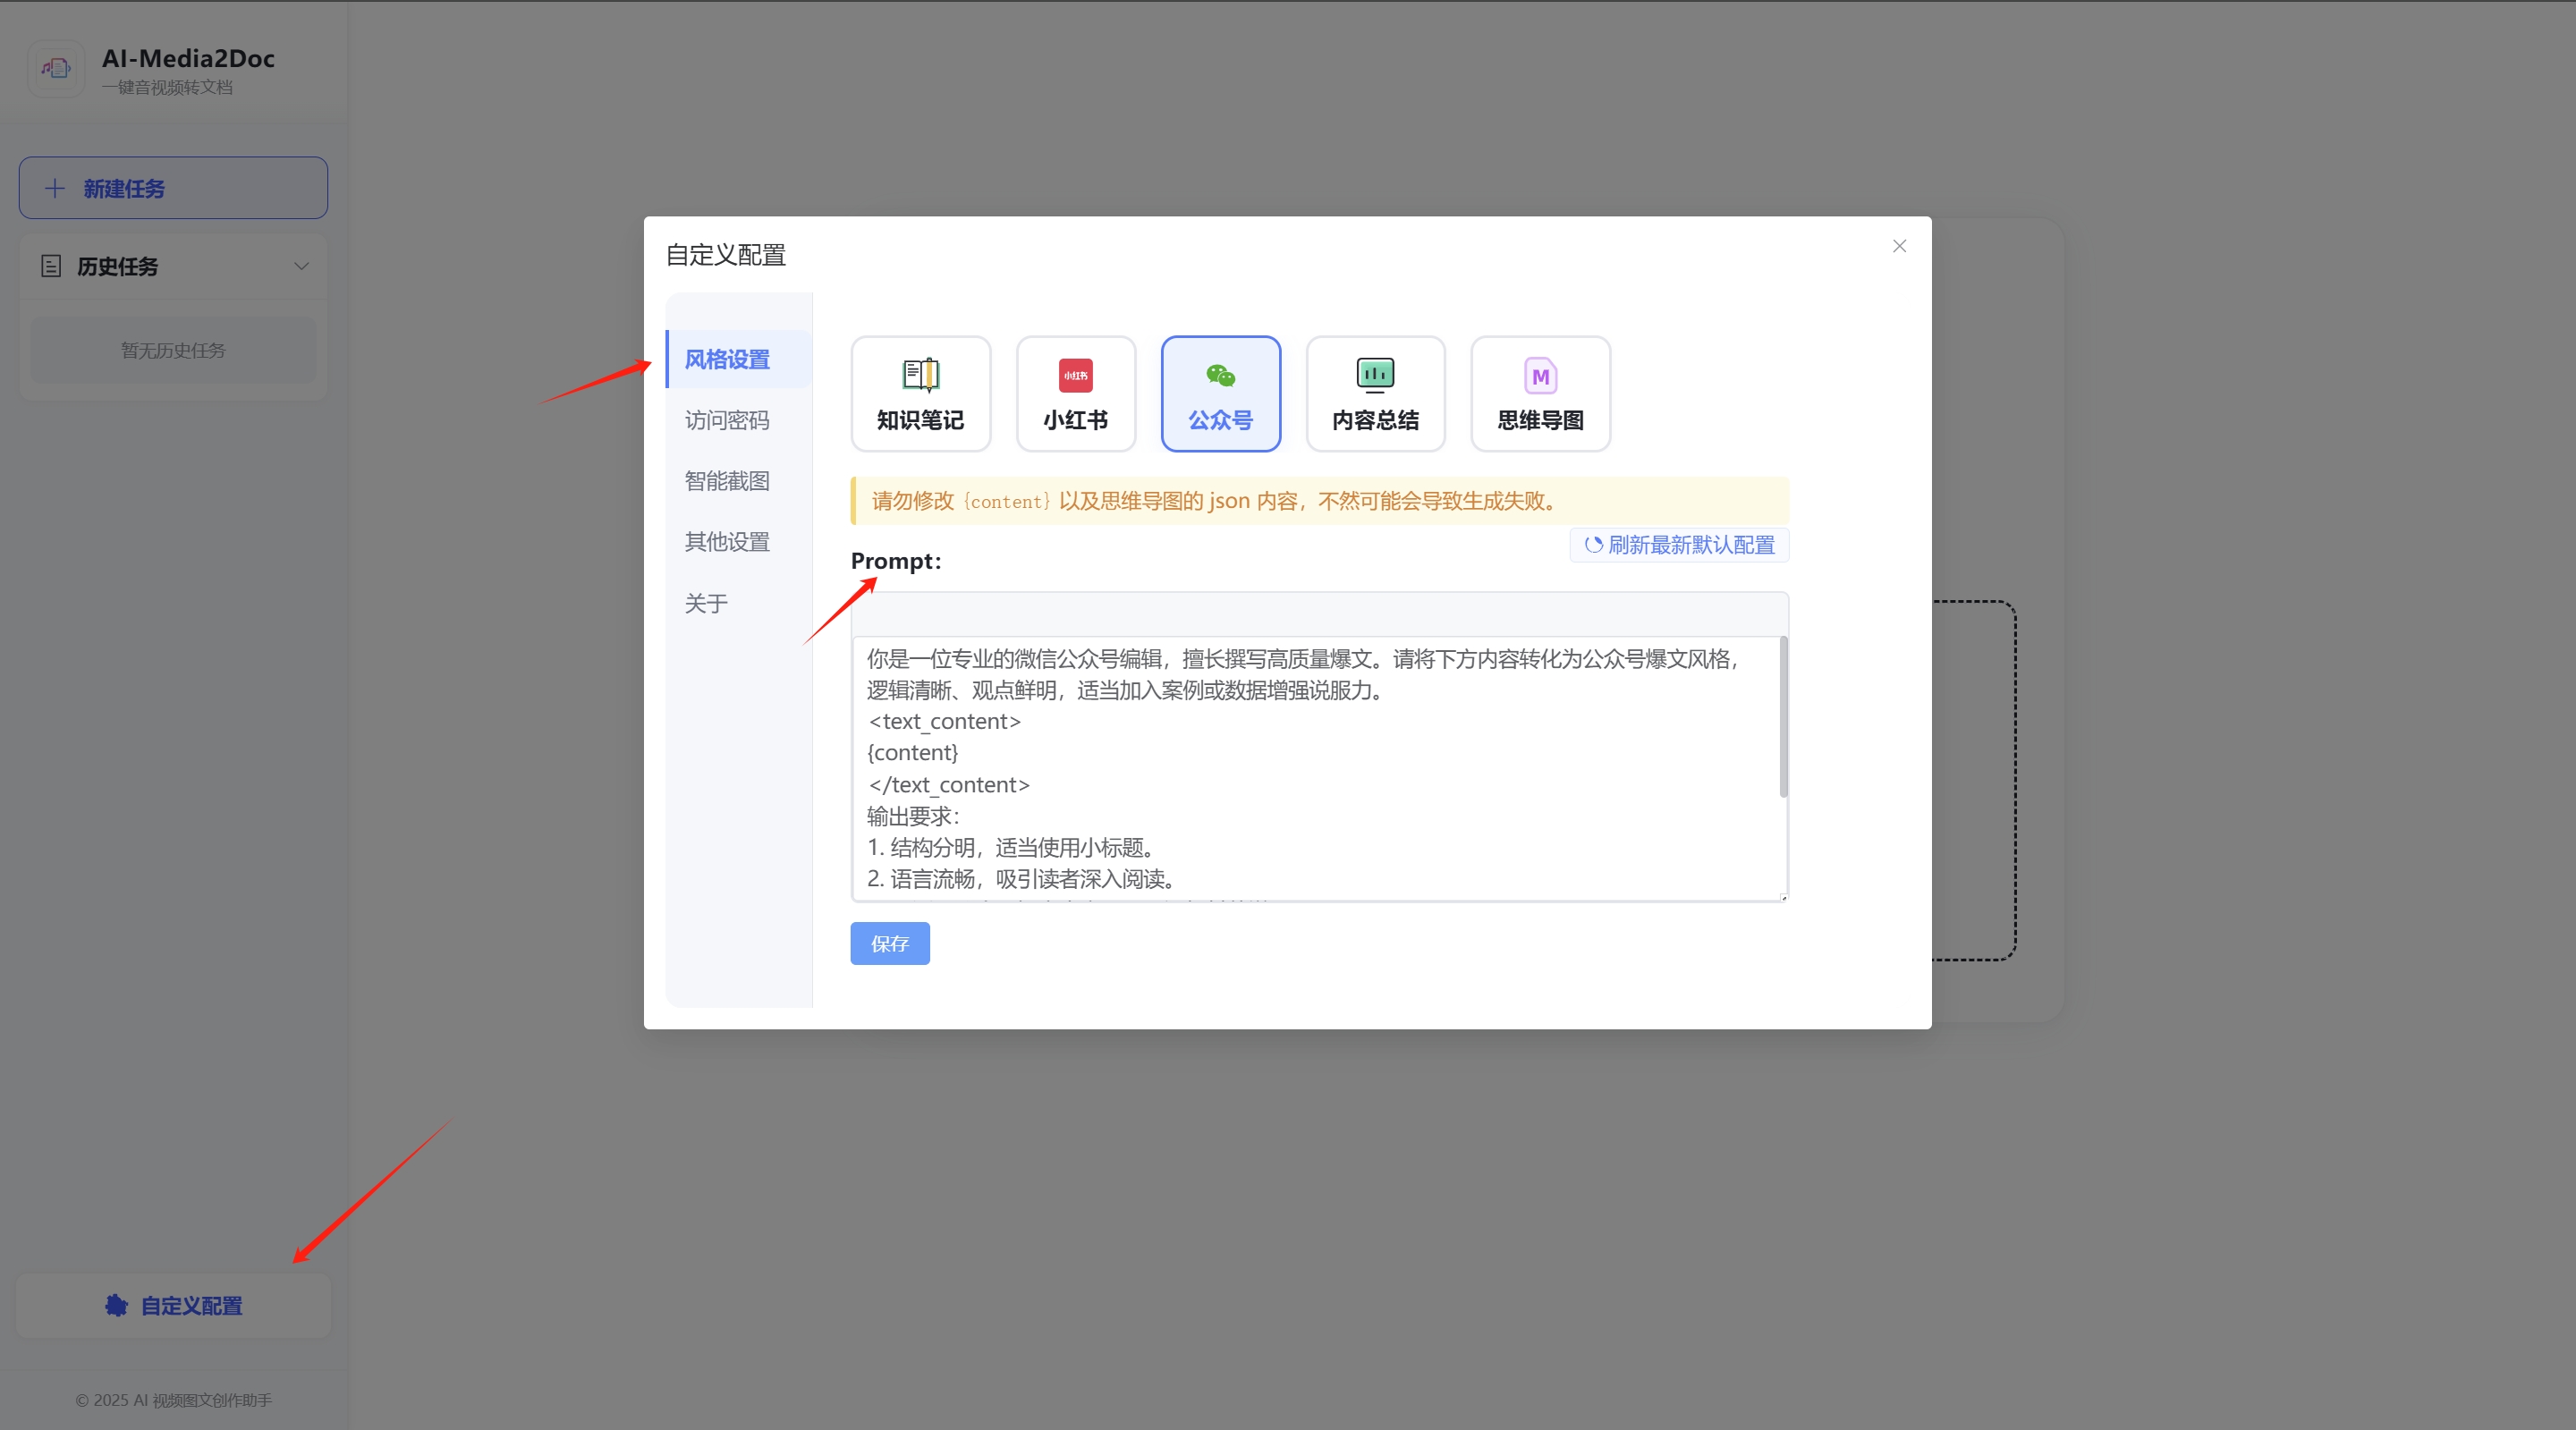 AI-Media2Doc
一键音视频转文档
新建任务
历史任务
暂无历史任务
自定义配置
© 2025 AI 视频图文创作助手
自定义配置
风格设置
访问密码
智能截图
其他设置
关于
知识笔记
小红书
小红书
公众号
内容总结
M
思维导图
请勿修改 {content} 以及思维导图的 json 内容，不然可能会导致生成失败。
刷新最新默认配置
Prompt:
你是一位专业的微信公众号编辑，擅长撰写高质量爆文。请将下方内容转化为公众号爆文风格，
逻辑清晰、观点鲜明，适当加入案例或数据增强说服力。
<text_content>
{content}
</text_content>
输出要求：
1. 结构分明，适当使用小标题。
2. 语言流畅，吸引读者深入阅读。
保存